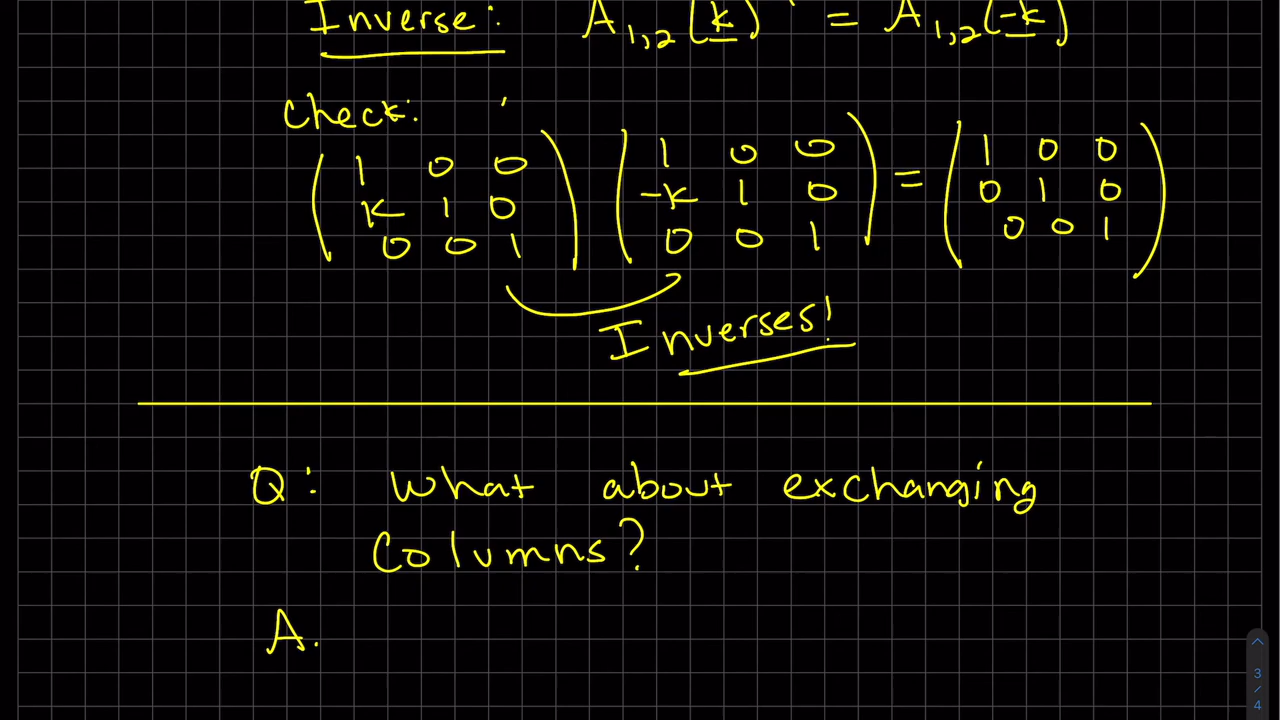 Inverse: A₁,₂(k)⁻¹ = A₁,₂(-k)
Check:
(1 0 0) (1 0 0) = (1 0 0)
(k 1 0) (-k 1 0) (0 1 0)
(0 0 1) (0 0 1) (0 0 1)
Inverses!
Q: What about exchanging
columns?
A.
3
/
4